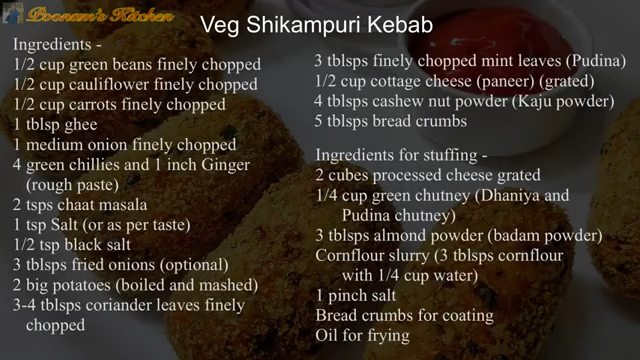 Poonam's Kitchen
Veg Shikampuri Kebab
Ingredients -
1/2 cup green beans finely chopped
1/2 cup cauliflower finely chopped
1/2 cup carrots finely chopped
1 tblsp ghee
1 medium onion finely chopped
4 green chillies and 1 inch Ginger
(rough paste)
2 tsps chaat masala
1 tsp Salt (or as per taste)
1/2 tsp black salt
3 tblsps fried onions (optional)
2 big potatoes (boiled and mashed)
3-4 tblsps coriander leaves finely
chopped
3 tblsps finely chopped mint leaves (Pudina)
1/2 cup cottage cheese (paneer) (grated)
4 tblsps cashew nut powder (Kaju powder)
5 tblsps bread crumbs
Ingredients for stuffing -
2 cubes processed cheese grated
1/4 cup green chutney (Dhaniya and
Pudina chutney)
3 tblsps almond powder (badam powder)
Cornflour slurry (3 tblsps cornflour
with 1/4 cup water)
1 pinch salt
Bread crumbs for coating
Oil for frying